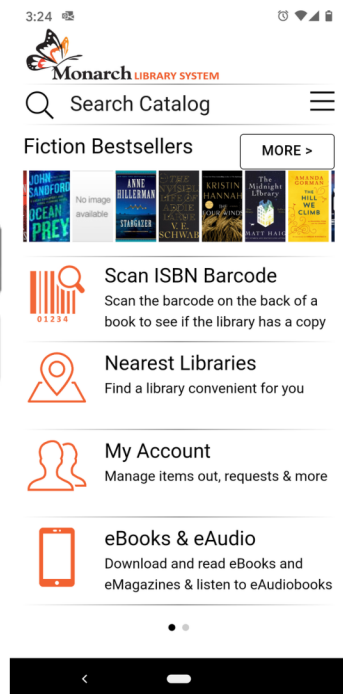 3:24
Monarch LIBRARY SYSTEM
Search Catalog
Fiction Bestsellers
MORE >
JOHN
SANDFORD
OCEAN
PREY
No image
available
ANNE
HILLERMAN
STARGAZER
V. E.
SCHWAB
KRISTIN
HANNAH
FOUR WINDS
The
Midnight
Library
MATT HAIG
AMANDA
GORMAN
THE
HILL
WE
CLIMB
Scan ISBN Barcode
Scan the barcode on the back of a
book to see if the library has a copy
01234
Nearest Libraries
Find a library convenient for you
My Account
Manage items out, requests & more
eBooks & eAudio
Download and read eBooks and
eMagazines & listen to eAudiobooks